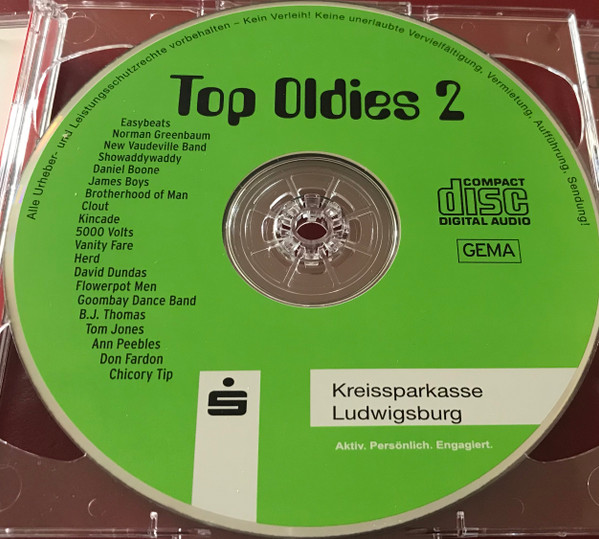 Alle Urheber- und Leistungsschutzrechte vorbehalten – Kein Verleih! Keine unerlaubte Vervielfältigung, Vermietung, Aufführung, Sendung!
Top Oldies 2
Easybeats
Norman Greenbaum
New Vaudeville Band
Showaddywaddy
Daniel Boone
James Boys
Brotherhood of Man
Clout
Kincade
5000 Volts
Vanity Fare
Herd
David Dundas
Flowerpot Men
Goombay Dance Band
B.J. Thomas
Tom Jones
Ann Peebles
Don Fardon
Chicory Tip
COMPACT
disc
DIGITAL AUDIO
GEMA
Kreissparkasse
Ludwigsburg
Aktiv. Persönlich. Engagiert.